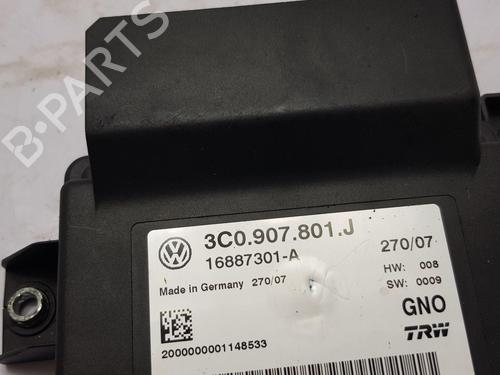 B-PARTS
3C0.907.801.J
16887301-A
270/07
Made in Germany 270/07
HW: 008
SW: 0009
GNO
TRW
2000000001148533